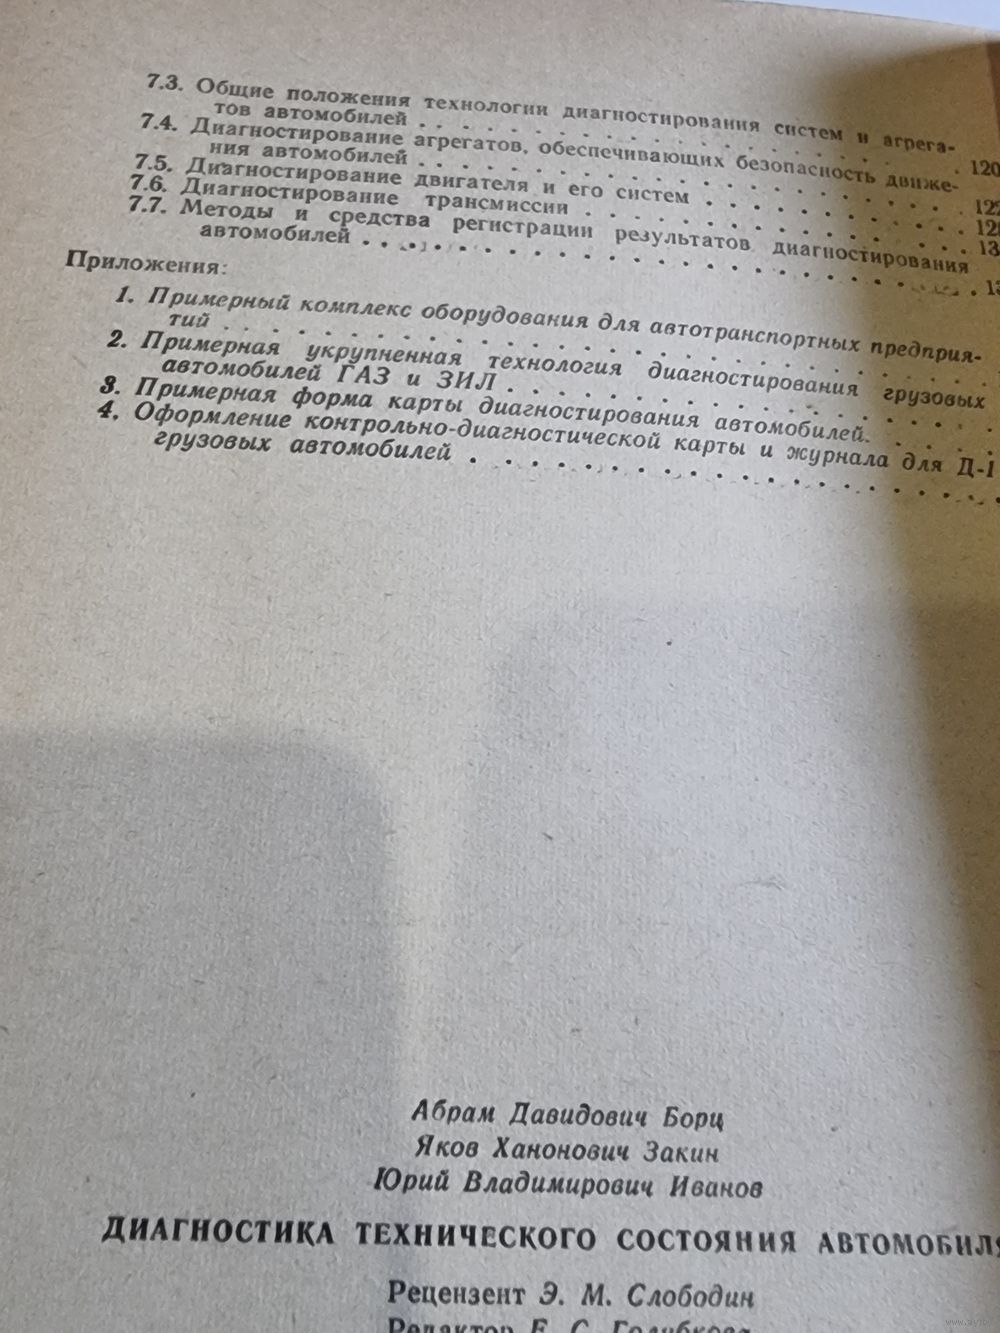 7.3. Общие положения технологии диагностирования систем и агрега-
тов автомобилей . . . . . . . . . . . . . . . . 120
7.4. Диагностирование агрегатов, обеспечивающих безопасность движе-
ния автомобилей . . . . . . . . . . . . . . . .
7.5. Диагностирование двигателя и его систем . . . . . . . . . . .
7.6. Диагностирование трансмиссии . . . . . . . . . . . . . .
7.7. Методы и средства регистрации результатов диагностирования
автомобилей . . . . . . . . . . . . . . . . . .
Приложения:
1. Примерный комплекс оборудования для автотранспортных предприя-
тий . . . . . . . . . . . . . . . . . . . .
2. Примерная укрупненная технология диагностирования грузовых
автомобилей ГАЗ и ЗИЛ . . . . . . . . . . . . . .
3. Примерная форма карты диагностирования автомобилей. . . . . .
4. Оформление контрольно-диагностической карты и журнала для Д-1
грузовых автомобилей . . . . . . . . . . . . . . . .
Абрам Давидович Борц
Яков Ханонович Закин
Юрий Владимирович Иванов
ДИАГНОСТИКА ТЕХНИЧЕСКОГО СОСТОЯНИЯ АВТОМОБИЛЯ
Рецензент Э. М. Слободин
Редактор Е. С. Голубкова